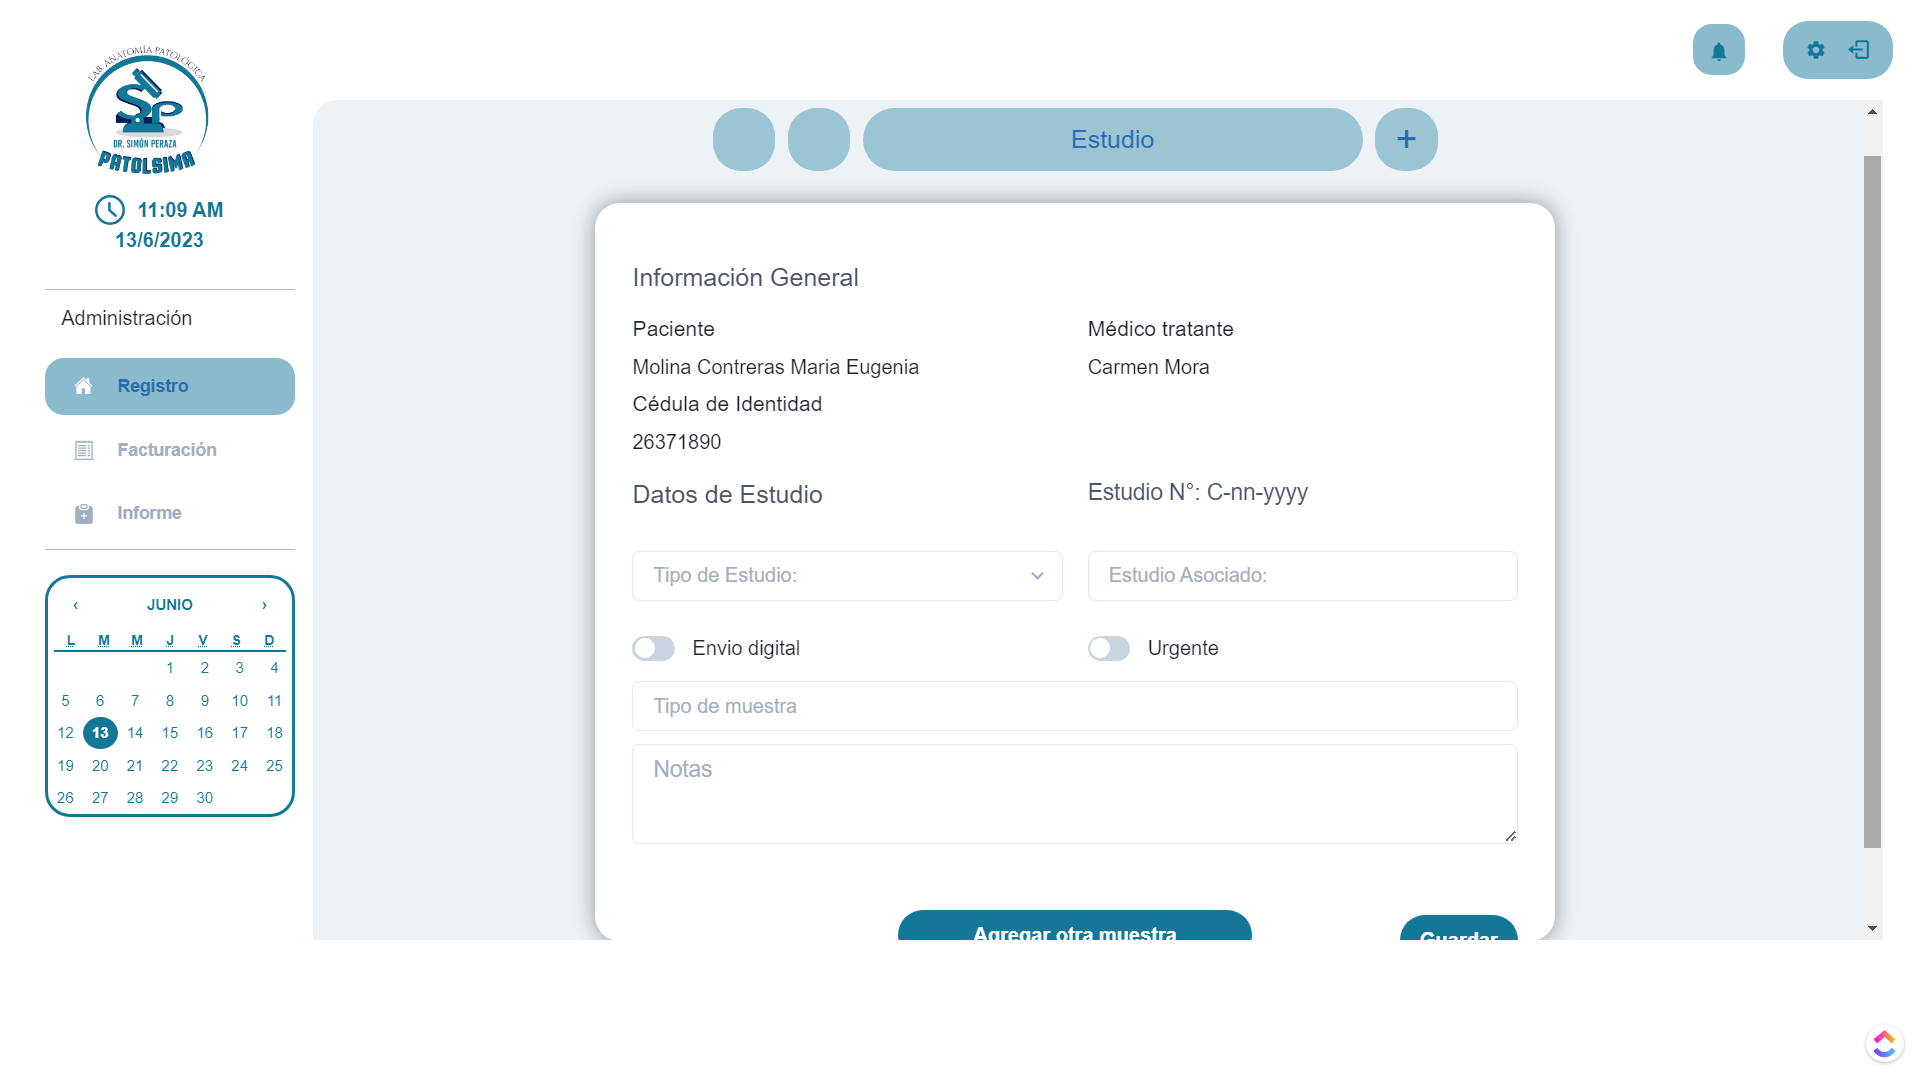 LAB. ANATOMÍA PATOLÓGICA
SP
DR. SIMÓN PERAZA
PATOLSIMA
11:09 AM
13/6/2023
Administración
Registro
Facturación
Informe
‹ JUNIO ›
L M M J V S D
1 2 3 4
5 6 7 8 9 10 11
12 13 14 15 16 17 18
19 20 21 22 23 24 25
26 27 28 29 30
Estudio +
Información General
Paciente Médico tratante
Molina Contreras Maria Eugenia Carmen Mora
Cédula de Identidad
26371890
Datos de Estudio Estudio N°: C-nn-yyyy
Tipo de Estudio: Estudio Asociado:
Envio digital Urgente
Tipo de muestra
Notas
Agregar otra muestra Guardar